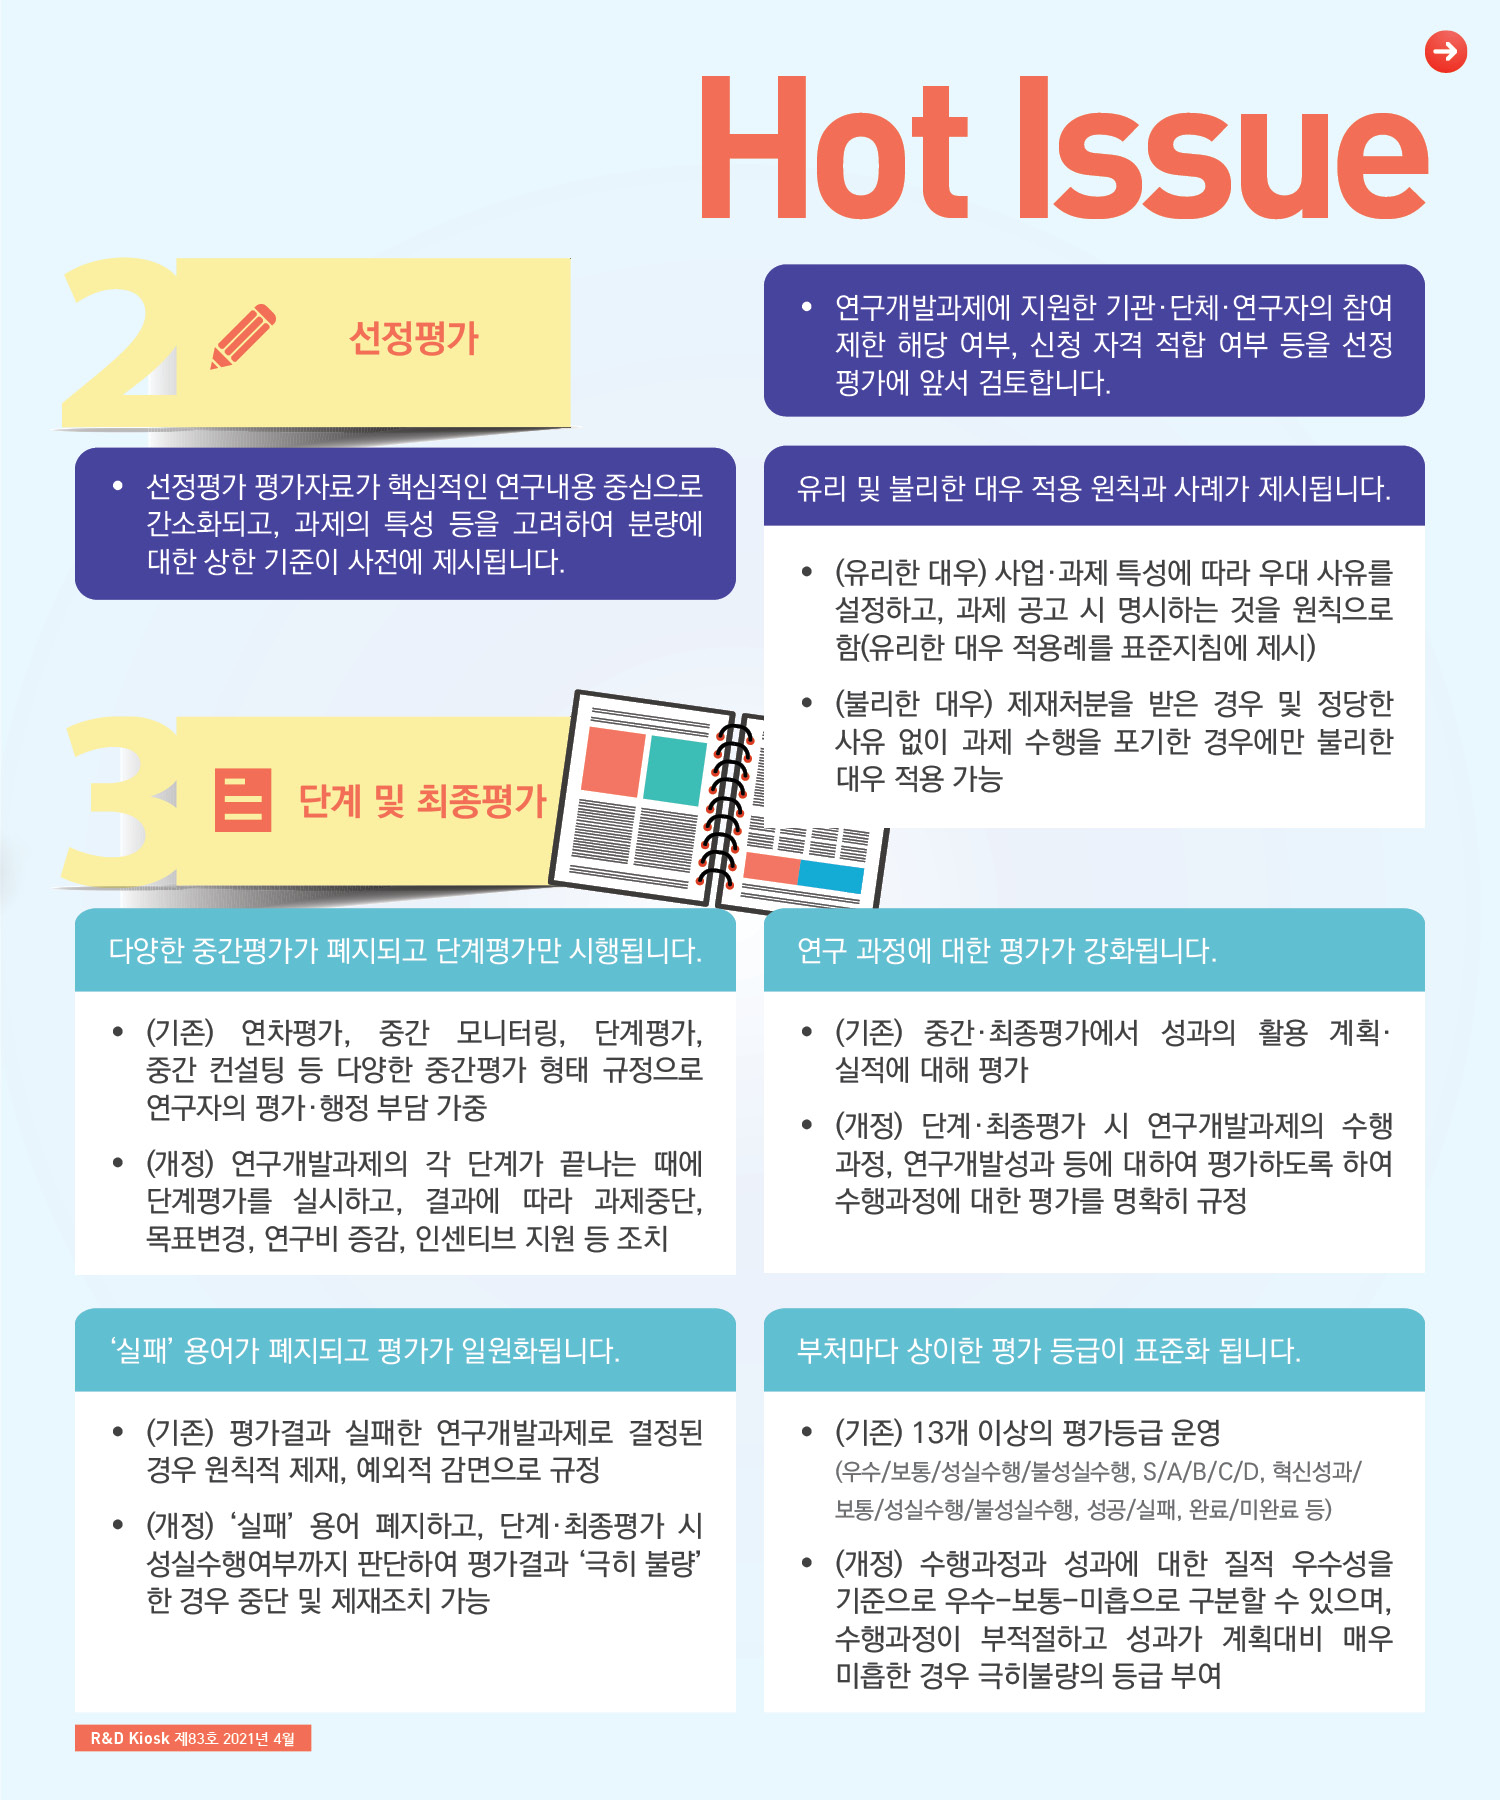 Hot Issue
2
선정평가
• 선정평가 평가자료가 핵심적인 연구내용 중심으로
간소화되고, 과제의 특성 등을 고려하여 분량에
대한 상한 기준이 사전에 제시됩니다.
• 연구개발과제에 지원한 기관·단체·연구자의 참여
제한 해당 여부, 신청 자격 적합 여부 등을 선정
평가에 앞서 검토합니다.
유리 및 불리한 대우 적용 원칙과 사례가 제시됩니다.
• (유리한 대우) 사업·과제 특성에 따라 우대 사유를
설정하고, 과제 공고 시 명시하는 것을 원칙으로
함(유리한 대우 적용례를 표준지침에 제시)
• (불리한 대우) 제재처분을 받은 경우 및 정당한
사유 없이 과제 수행을 포기한 경우에만 불리한
대우 적용 가능
3
단계 및 최종평가
다양한 중간평가가 폐지되고 단계평가만 시행됩니다.
• (기존) 연차평가, 중간 모니터링, 단계평가,
중간 컨설팅 등 다양한 중간평가 형태 규정으로
연구자의 평가·행정 부담 가중
• (개정) 연구개발과제의 각 단계가 끝나는 때에
단계평가를 실시하고, 결과에 따라 과제중단,
목표변경, 연구비 증감, 인센티브 지원 등 조치
연구 과정에 대한 평가가 강화됩니다.
• (기존) 중간·최종평가에서 성과의 활용 계획·
실적에 대해 평가
• (개정) 단계·최종평가 시 연구개발과제의 수행
과정, 연구개발성과 등에 대하여 평가하도록 하여
수행과정에 대한 평가를 명확히 규정
‘실패’ 용어가 폐지되고 평가가 일원화됩니다.
• (기존) 평가결과 실패한 연구개발과제로 결정된
경우 원칙적 제재, 예외적 감면으로 규정
• (개정) ‘실패’ 용어 폐지하고, 단계·최종평가 시
성실수행여부까지 판단하여 평가결과 ‘극히 불량’
한 경우 중단 및 제재조치 가능
부처마다 상이한 평가 등급이 표준화 됩니다.
• (기존) 13개 이상의 평가등급 운영
(우수/보통/성실수행/불성실수행, S/A/B/C/D, 혁신성과/
보통/성실수행/불성실수행, 성공/실패, 완료/미완료 등)
• (개정) 수행과정과 성과에 대한 질적 우수성을
기준으로 우수-보통-미흡으로 구분할 수 있으며,
수행과정이 부적절하고 성과가 계획대비 매우
미흡한 경우 극히불량의 등급 부여
R&D Kiosk 제83호 2021년 4월